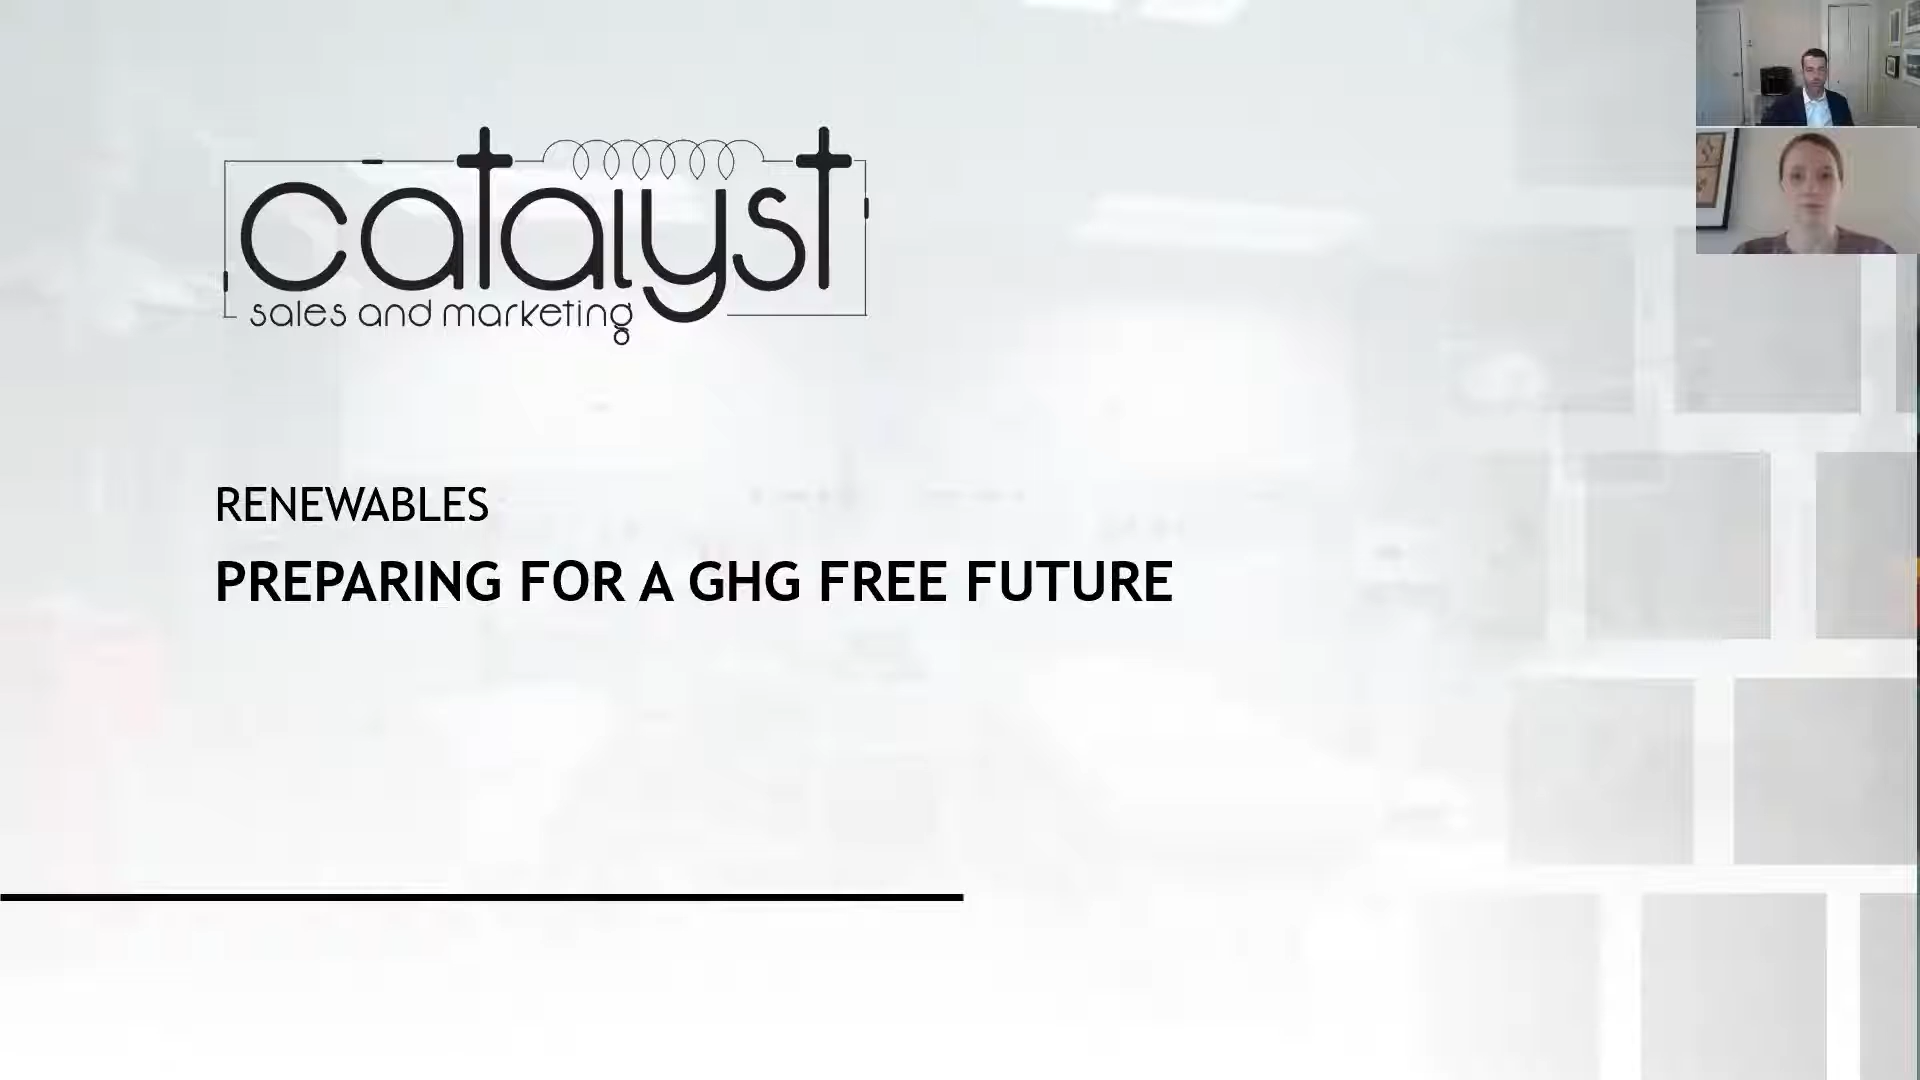 catalyst
sales and marketing
RENEWABLES
PREPARING FOR A GHG FREE FUTURE